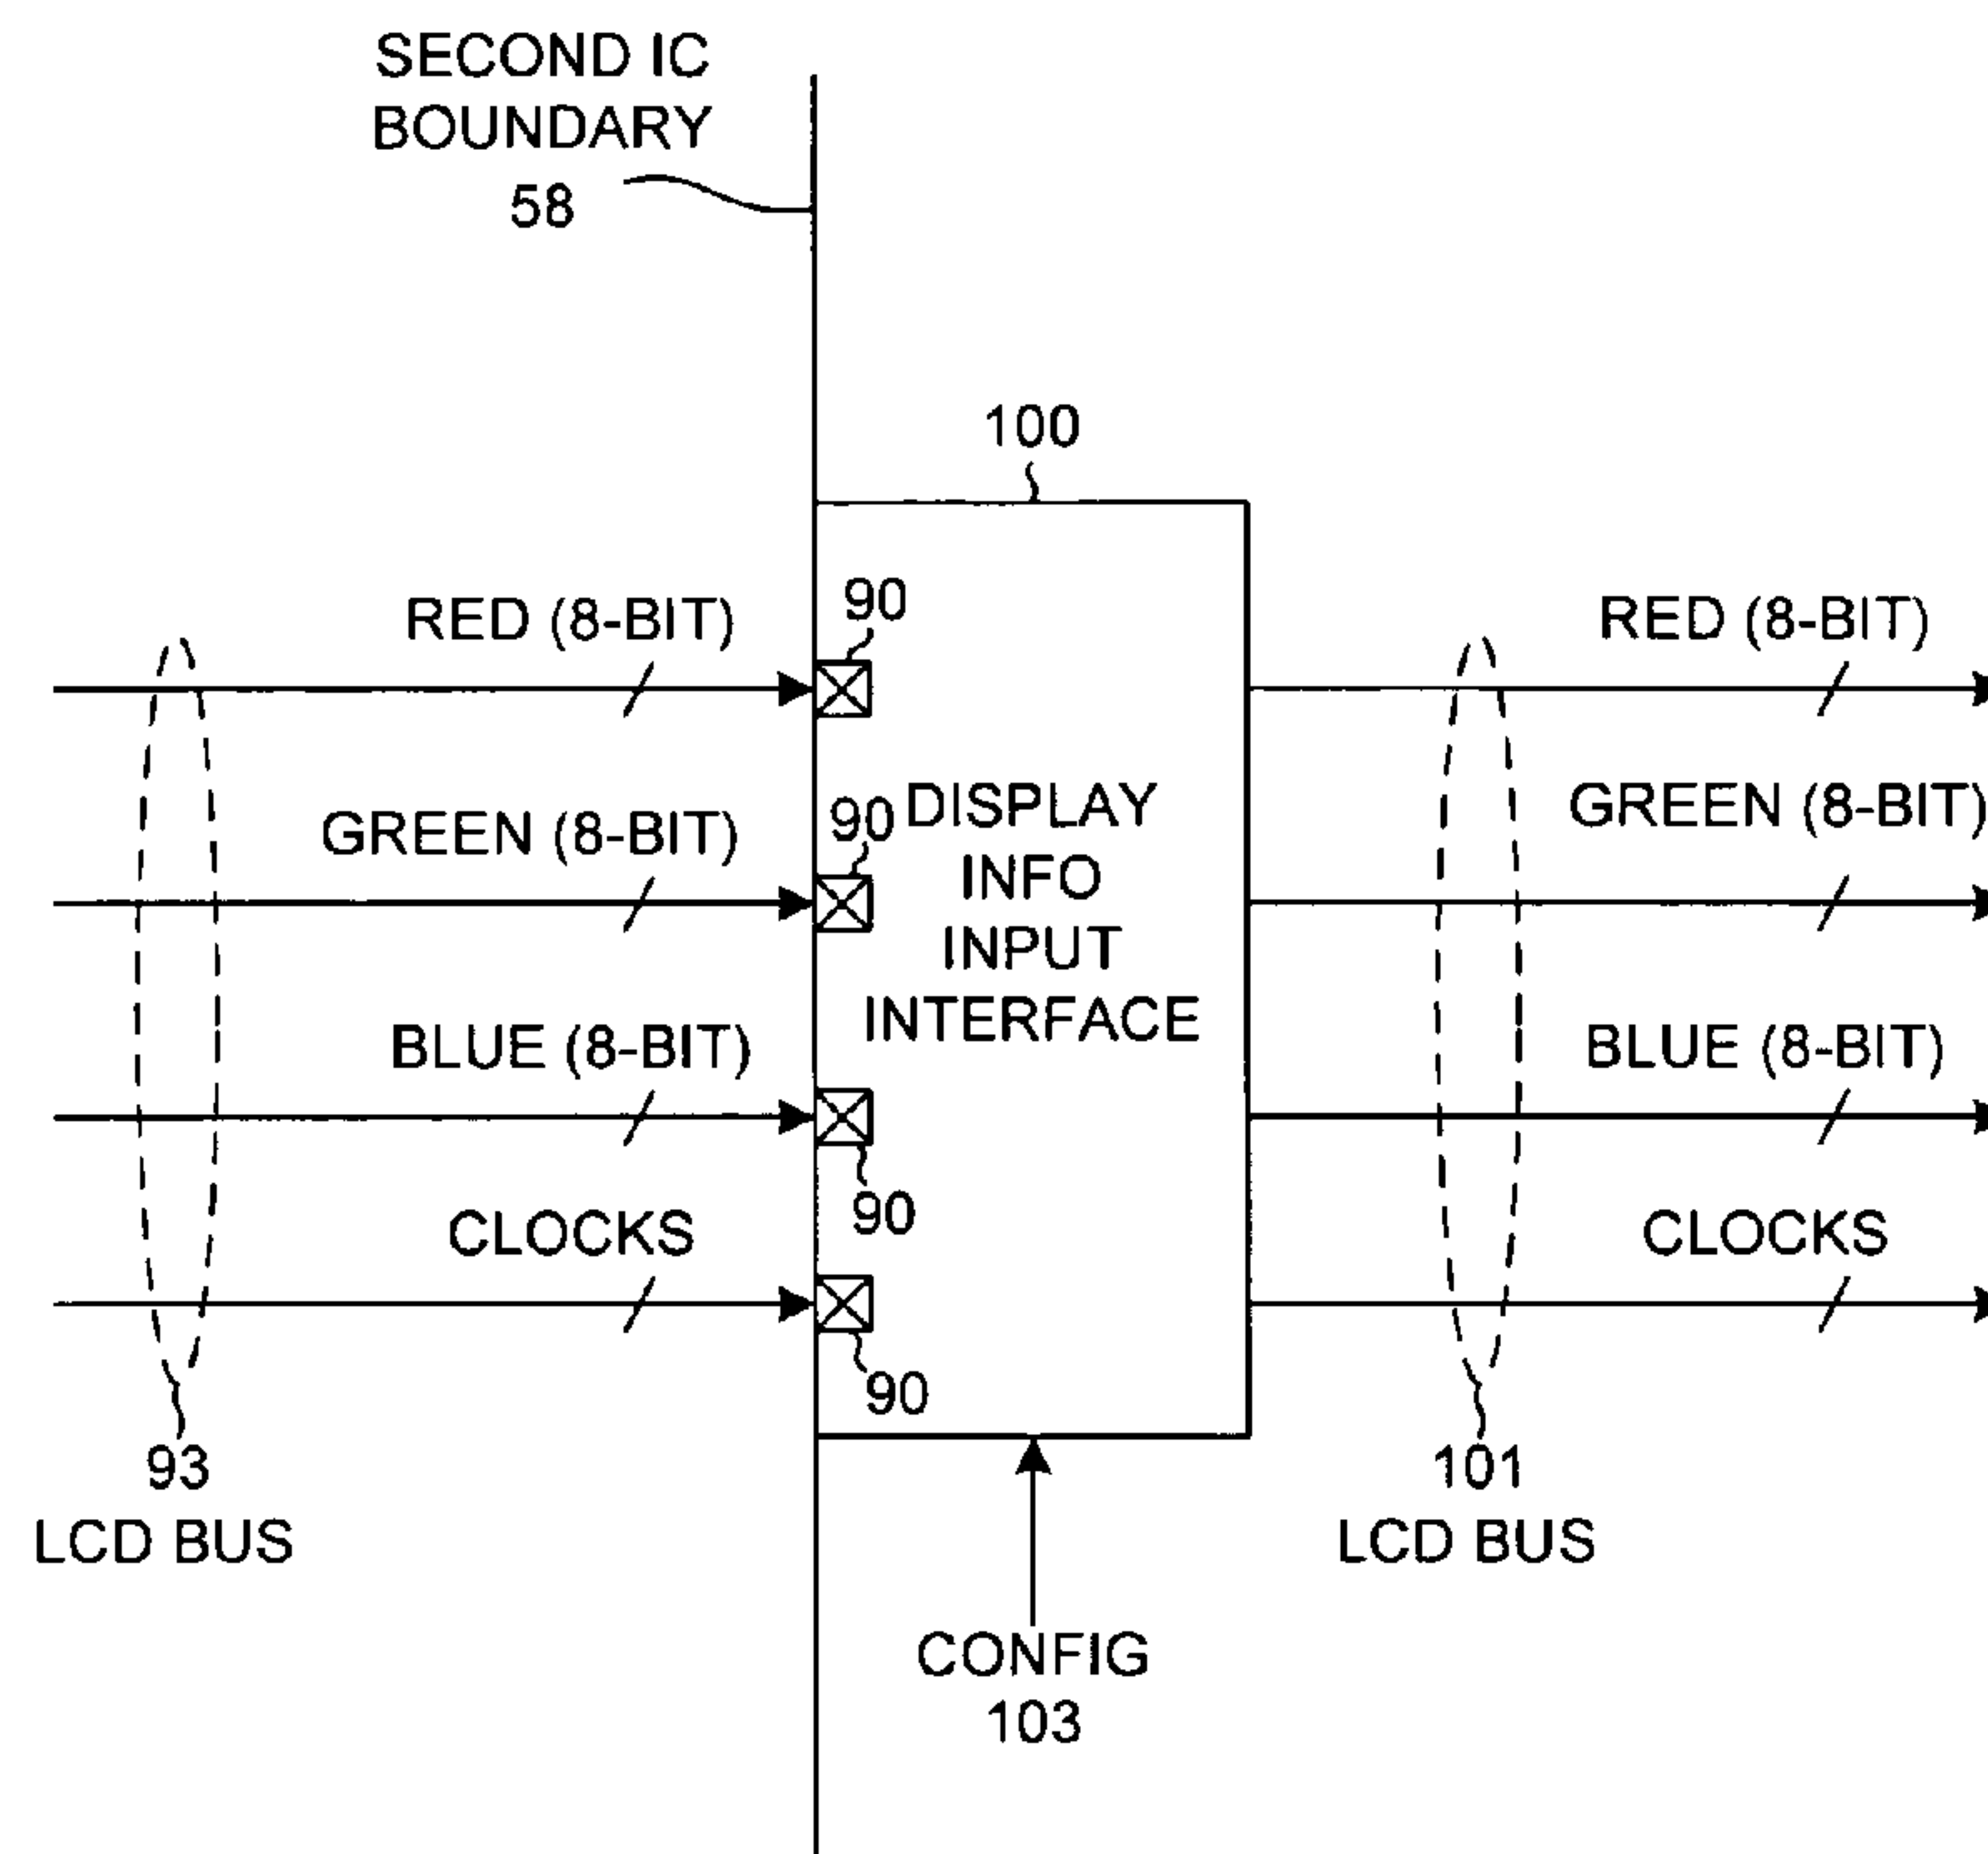 SECOND IC
BOUNDARY
58
100
90
RED (8-BIT)
RED (8-BIT)
90
DISPLAY
INFO
INPUT
INTERFACE
GREEN (8-BIT)
GREEN (8-BIT)
BLUE (8-BIT)
BLUE (8-BIT)
90
CLOCKS
CLOCKS
90
93
LCD BUS
101
LCD BUS
CONFIG
103